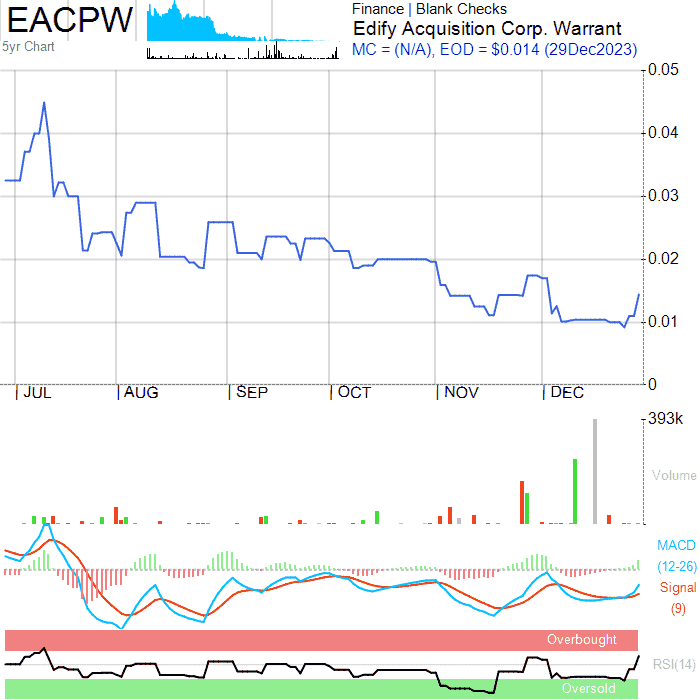 EACPW
5yr Chart
Finance | Blank Checks
Edify Acquisition Corp. Warrant
MC = (N/A), EOD = $0.014 (29Dec2023)
0.05
0.04
0.03
0.02
0.01
0
JUL
AUG
SEP
OCT
NOV
DEC
393k
Volume
MACD
(12-26)
Signal
(9)
Overbought
RSI(14)
Oversold